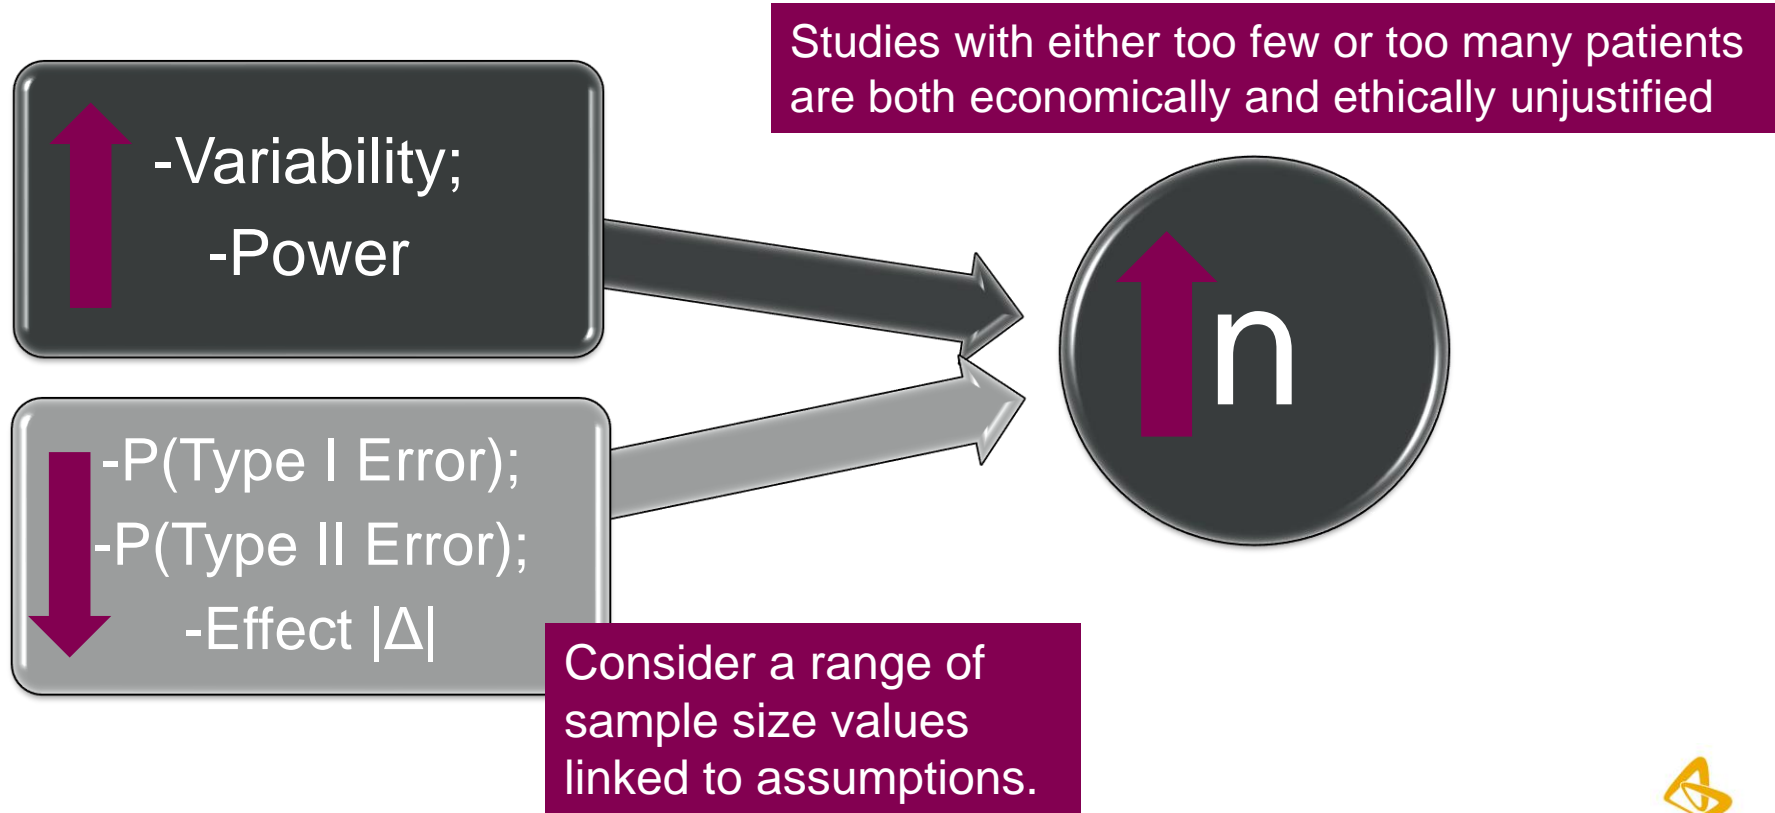 Studies with either too few or too many patients
are both economically and ethically unjustified
-Variability;
-Power
n
-P(Type I Error);
-P(Type II Error);
-Effect |Δ|
Consider a range of
sample size values
linked to assumptions.